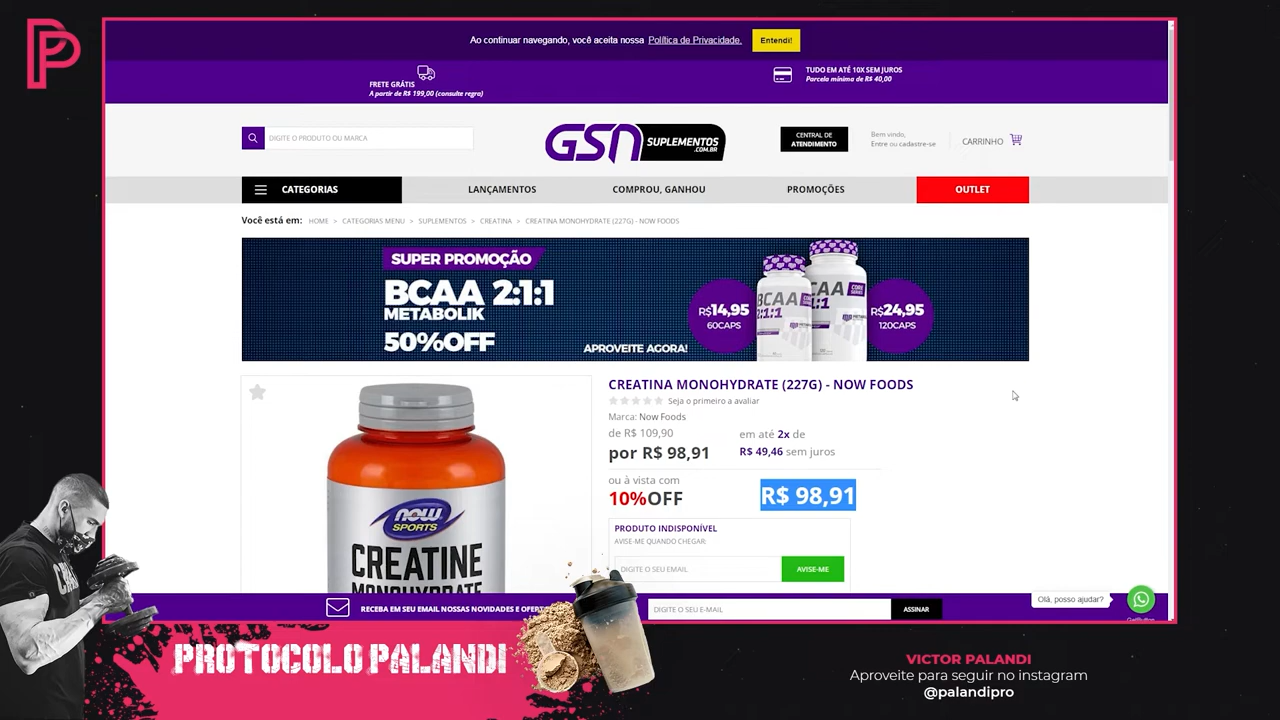 Ao continuar navegando, você aceita nossa Política de Privacidade. Entendi!
FRETE GRÁTIS
A partir de R$ 199,00 (consulte regra)
TUDO EM ATÉ 10X SEM JUROS
Parcela mínima de R$ 40,00
DIGITE O PRODUTO OU MARCA
GSN SUPLEMENTOS
.COM.BR
CENTRAL DE
ATENDIMENTO
Bem vindo,
Entre ou cadastre-se
CARRINHO
CATEGORIAS
LANÇAMENTOS
COMPROU, GANHOU
PROMOÇÕES
OUTLET
Você está em: HOME > CATEGORIAS MENU > SUPLEMENTOS > CREATINA > CREATINA MONOHYDRATE (227G) - NOW FOODS
SUPER PROMOÇÃO
BCAA 2:1:1
METABOLIK
50%OFF
APROVEITE AGORA!
R$14,95
60CAPS
BCAA
2:1:1
R$24,95
120CAPS
CREATINA MONOHYDRATE (227G) - NOW FOODS
Seja o primeiro a avaliar
Marca: Now Foods
de R$ 109,90
por R$ 98,91
em até 2x de
R$ 49,46 sem juros
ou à vista com
10%OFF
R$ 98,91
PRODUTO INDISPONÍVEL
AVISE-ME QUANDO CHEGAR:
DIGITE O SEU EMAIL
AVISE-ME
now
SPORTS
CREATINE
MONOHYDRATE
RECEBA EM SEU EMAIL NOSSAS NOVIDADES E OFERT
DIGITE O SEU E-MAIL
ASSINAR
Olá, posso ajudar?
PROTOCOLO PALANDI
VICTOR PALANDI
Aproveite para seguir no instagram
@palandipro